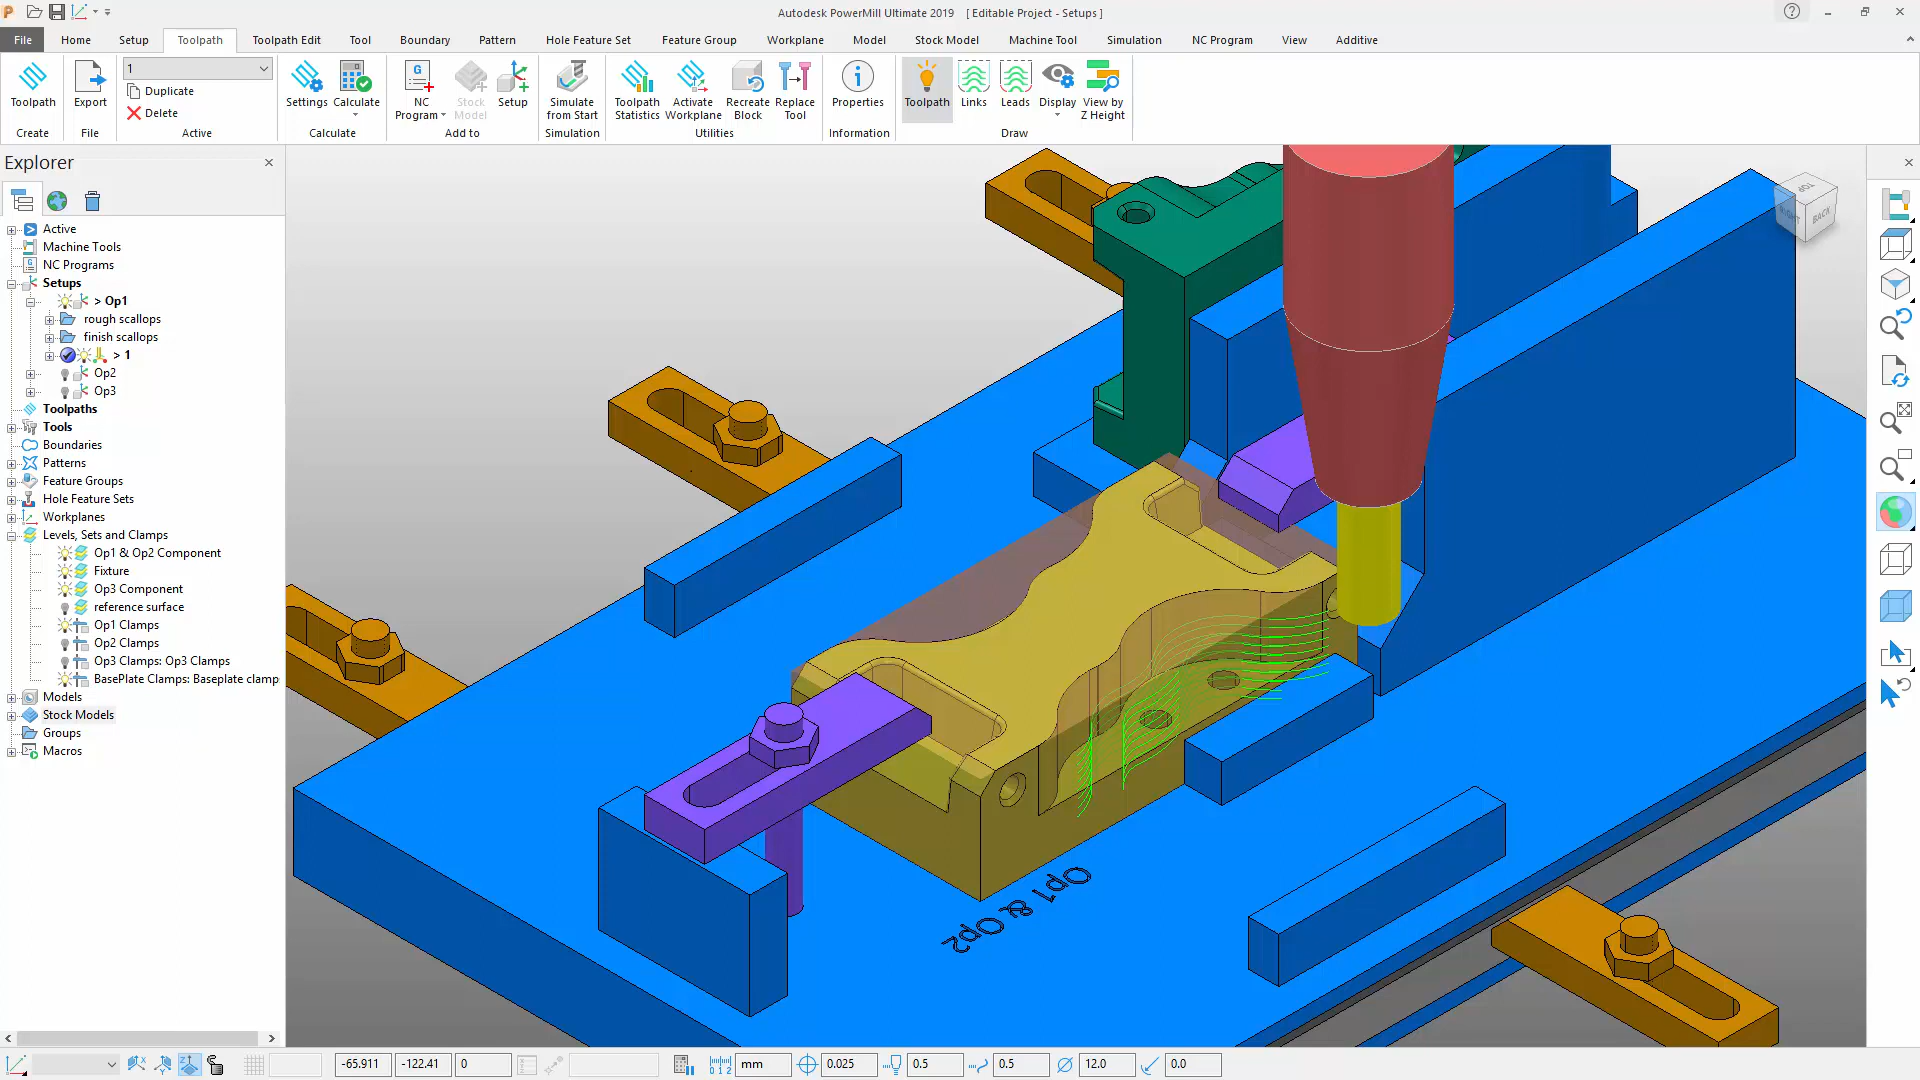 Autodesk PowerMill Ultimate 2019 [ Editable Project - Setups ]
File Home Setup Toolpath Toolpath Edit Tool Boundary Pattern Hole Feature Set Feature Group Workplane Model Stock Model Machine Tool Simulation NC Program View Additive
Toolpath
Create
Export
File
1
Duplicate
Delete
Active
Settings
Calculate
Calculate
NC Program
Stock Model
Setup
Add to
Simulate from Start
Simulation
Toolpath Statistics
Activate Workplane
Recreate Block
Replace Tool
Utilities
Properties
Information
Toolpath
Links
Leads
Display
View by Z Height
Draw
Explorer
Active
Machine Tools
NC Programs
Setups
> Op1
rough scallops
finish scallops
> 1
Op2
Op3
Toolpaths
Tools
Boundaries
Patterns
Feature Groups
Hole Feature Sets
Workplanes
Levels, Sets and Clamps
Op1 & Op2 Component
Fixture
Op3 Component
reference surface
Op1 Clamps
Op2 Clamps
Op3 Clamps: Op3 Clamps
BasePlate Clamps: Baseplate clamp
Models
Stock Models
Groups
Macros
TOP
RIGHT
BACK
Op1 & Op2
-65.911 -122.41 0 mm 0.025 0.5 0.5 12.0 0.0